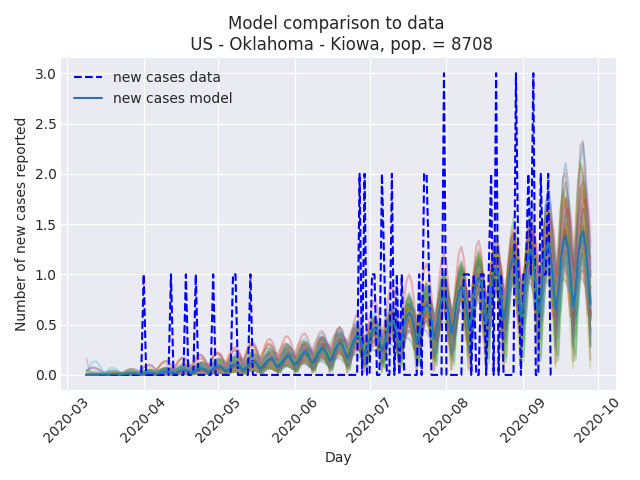 Model comparison to data
US - Oklahoma - Kiowa, pop. = 8708
new cases data
new cases model
Number of new cases reported
3.0
2.5
2.0
1.5
1.0
0.5
0.0
2020-03
2020-04
2020-05
2020-06
2020-07
2020-08
2020-09
2020-10
Day